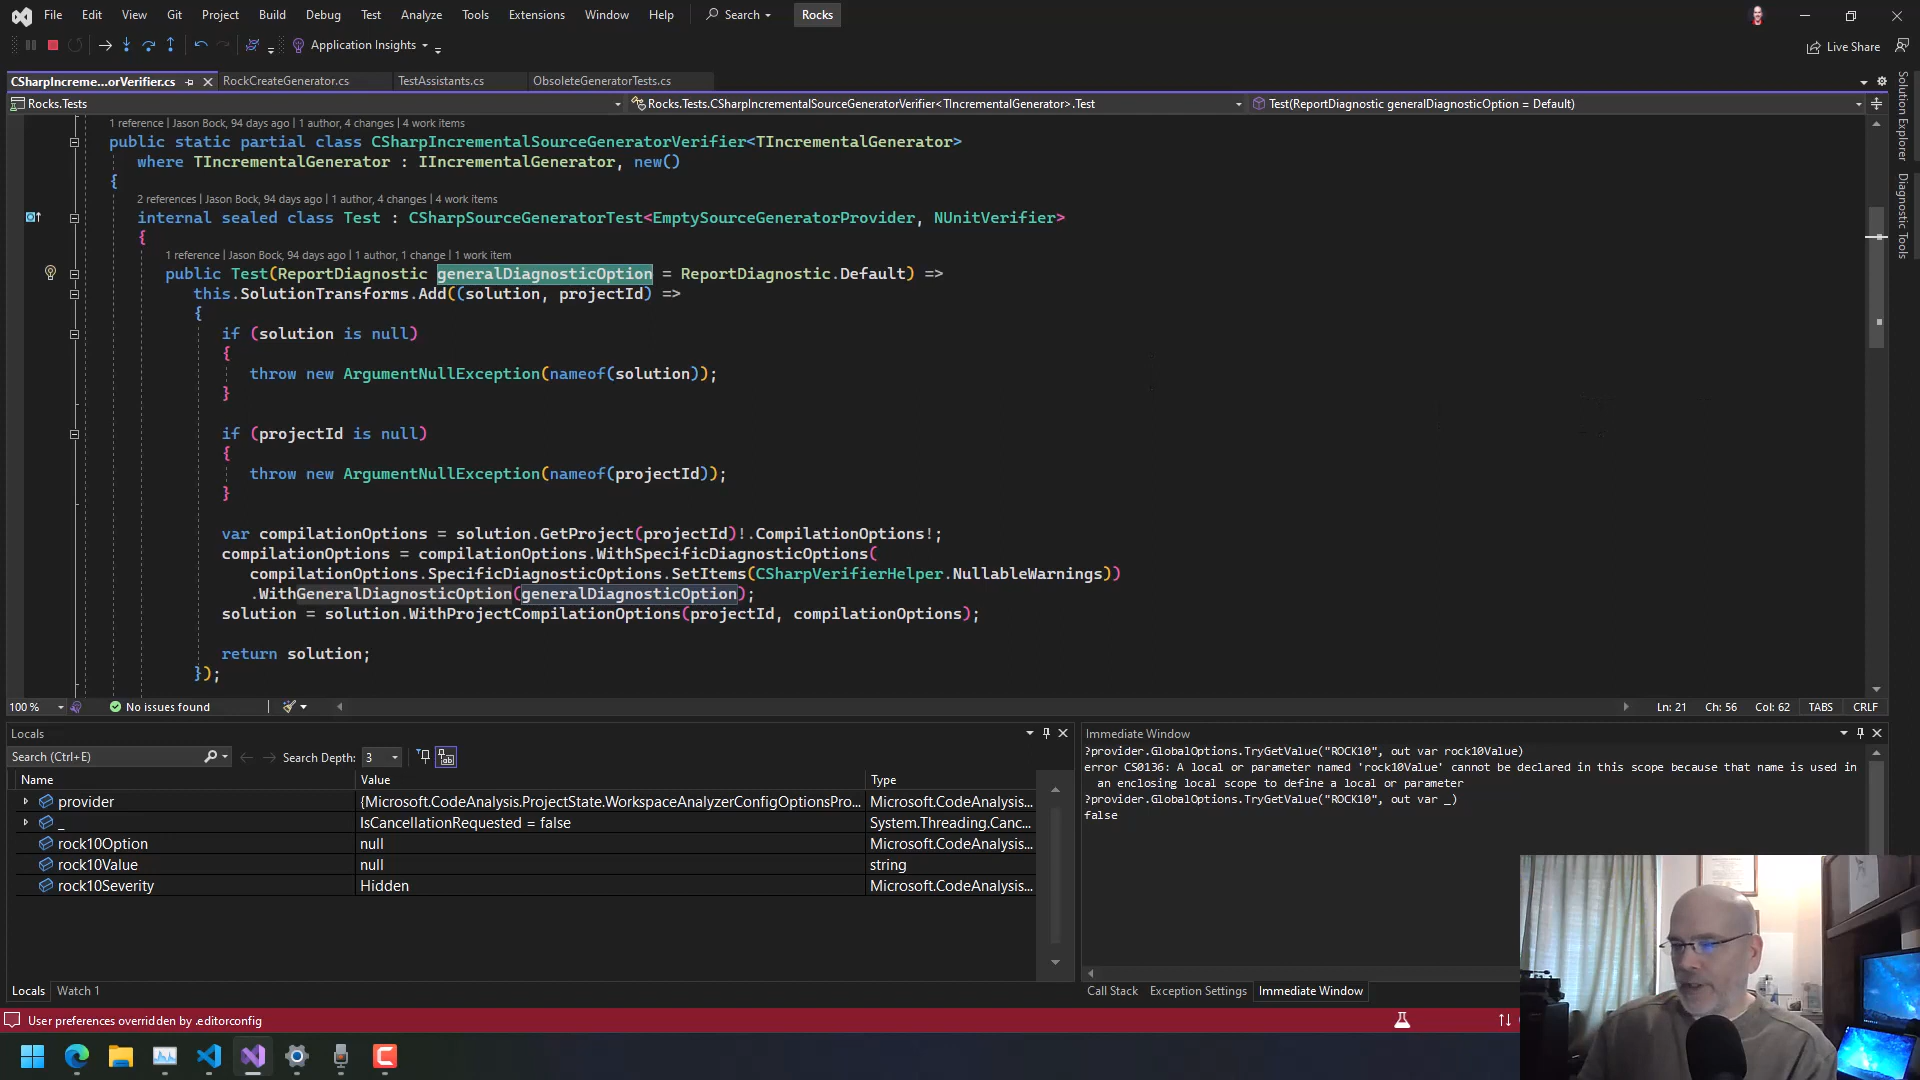 File Edit View Git Project Build Debug Test Analyze Tools Extensions Window Help Search Rocks
Application Insights
Live Share
CSharpIncreme...orVerifier.cs RockCreateGenerator.cs TestAssistants.cs ObsoleteGeneratorTests.cs
Rocks.Tests Rocks.Tests.CSharpIncrementalSourceGeneratorVerifier<TIncrementalGenerator>.Test Test(ReportDiagnostic generalDiagnosticOption = Default)
1 reference | Jason Bock, 94 days ago | 1 author, 4 changes | 4 work items
public static partial class CSharpIncrementalSourceGeneratorVerifier<TIncrementalGenerator>
where TIncrementalGenerator : IIncrementalGenerator, new()
{
2 references | Jason Bock, 94 days ago | 1 author, 4 changes | 4 work items
internal sealed class Test : CSharpSourceGeneratorTest<EmptySourceGeneratorProvider, NUnitVerifier>
{
1 reference | Jason Bock, 94 days ago | 1 author, 1 change | 1 work item
public Test(ReportDiagnostic generalDiagnosticOption = ReportDiagnostic.Default) =>
this.SolutionTransforms.Add((solution, projectId) =>
{
if (solution is null)
{
throw new ArgumentNullException(nameof(solution));
}
if (projectId is null)
{
throw new ArgumentNullException(nameof(projectId));
}
var compilationOptions = solution.GetProject(projectId)!.CompilationOptions!;
compilationOptions = compilationOptions.WithSpecificDiagnosticOptions(
compilationOptions.SpecificDiagnosticOptions.SetItems(CSharpVerifierHelper.NullableWarnings))
.WithGeneralDiagnosticOption(generalDiagnosticOption);
solution = solution.WithProjectCompilationOptions(projectId, compilationOptions);
return solution;
});
Solution Explorer
Diagnostic Tools
100 % No issues found Ln: 21 Ch: 56 Col: 62 TABS CRLF
Locals
Search (Ctrl+E) Search Depth: 3
Name Value Type
provider {Microsoft.CodeAnalysis.ProjectState.WorkspaceAnalyzerConfigOptionsPro... Microsoft.CodeAnalysis...
_ IsCancellationRequested = false System.Threading.Canc...
rock10Option null Microsoft.CodeAnalysis...
rock10Value null string
rock10Severity Hidden Microsoft.CodeAnalysis...
Locals Watch 1
Immediate Window
?provider.GlobalOptions.TryGetValue("ROCK10", out var rock10Value)
error CS0136: A local or parameter named 'rock10Value' cannot be declared in this scope because that name is used in
an enclosing local scope to define a local or parameter
?provider.GlobalOptions.TryGetValue("ROCK10", out var _)
false
Call Stack Exception Settings Immediate Window
User preferences overridden by .editorconfig